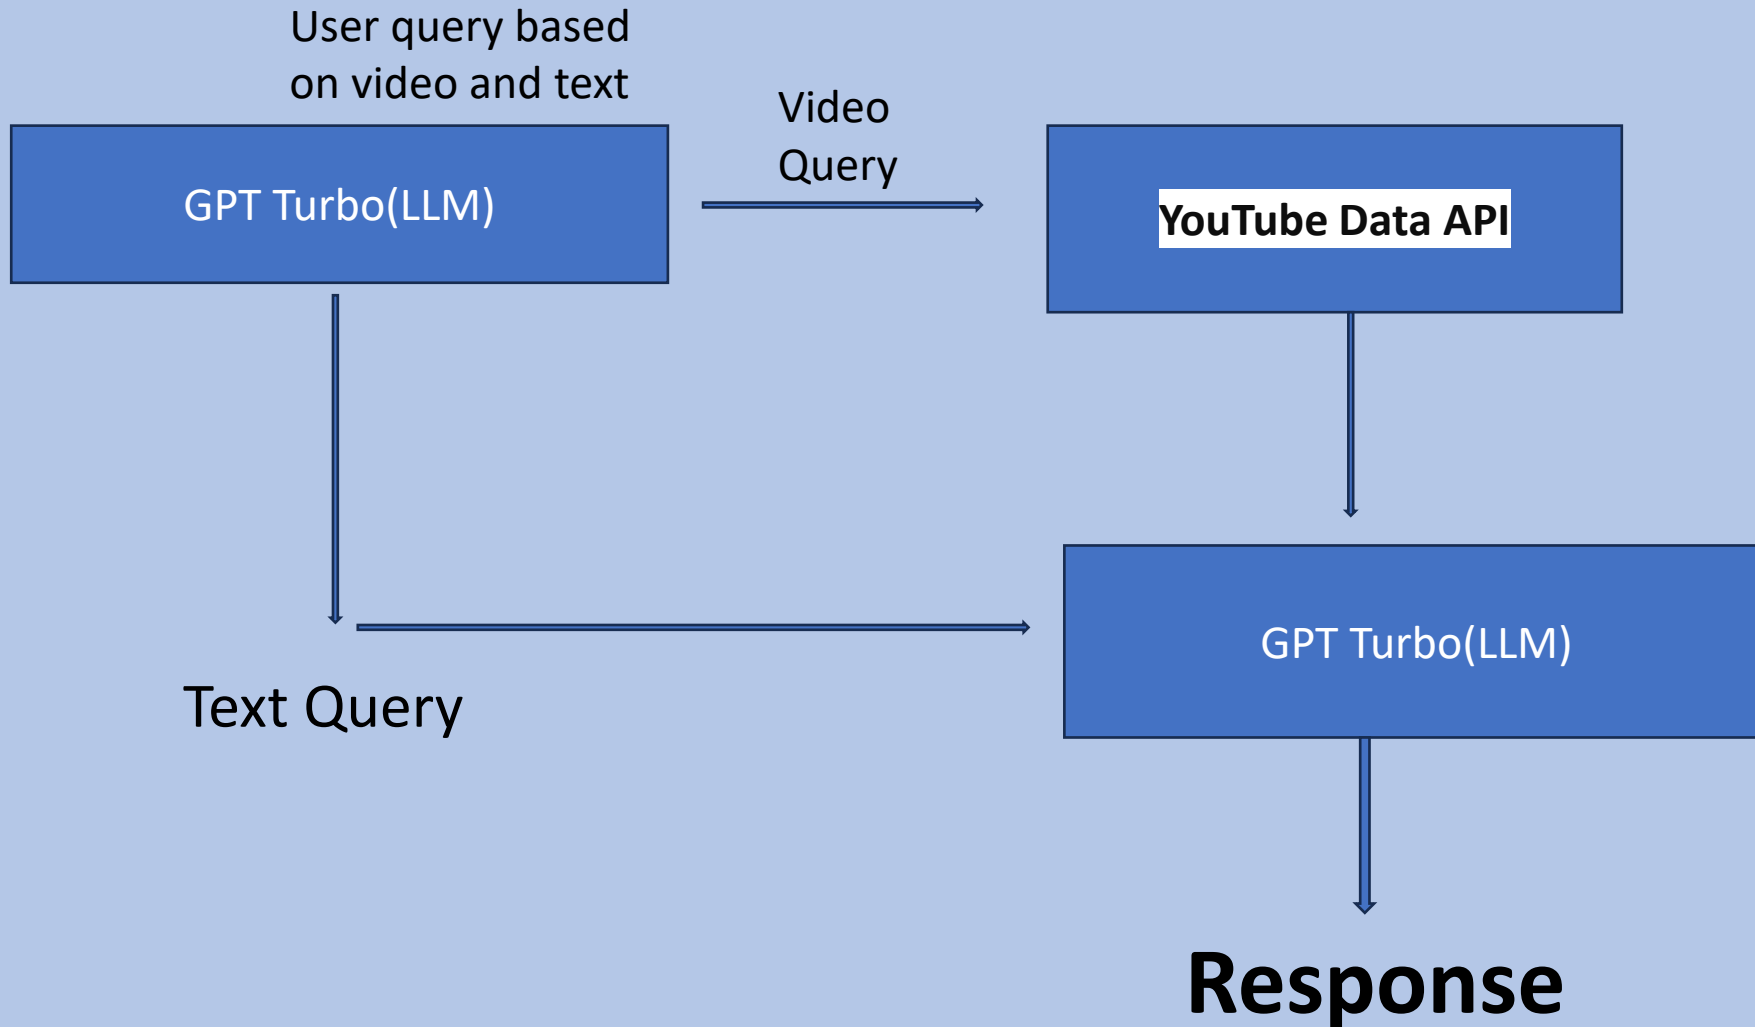 User query based
on video and text
Video
Query
GPT Turbo(LLM)
YouTube Data API
GPT Turbo(LLM)
Text Query
Response